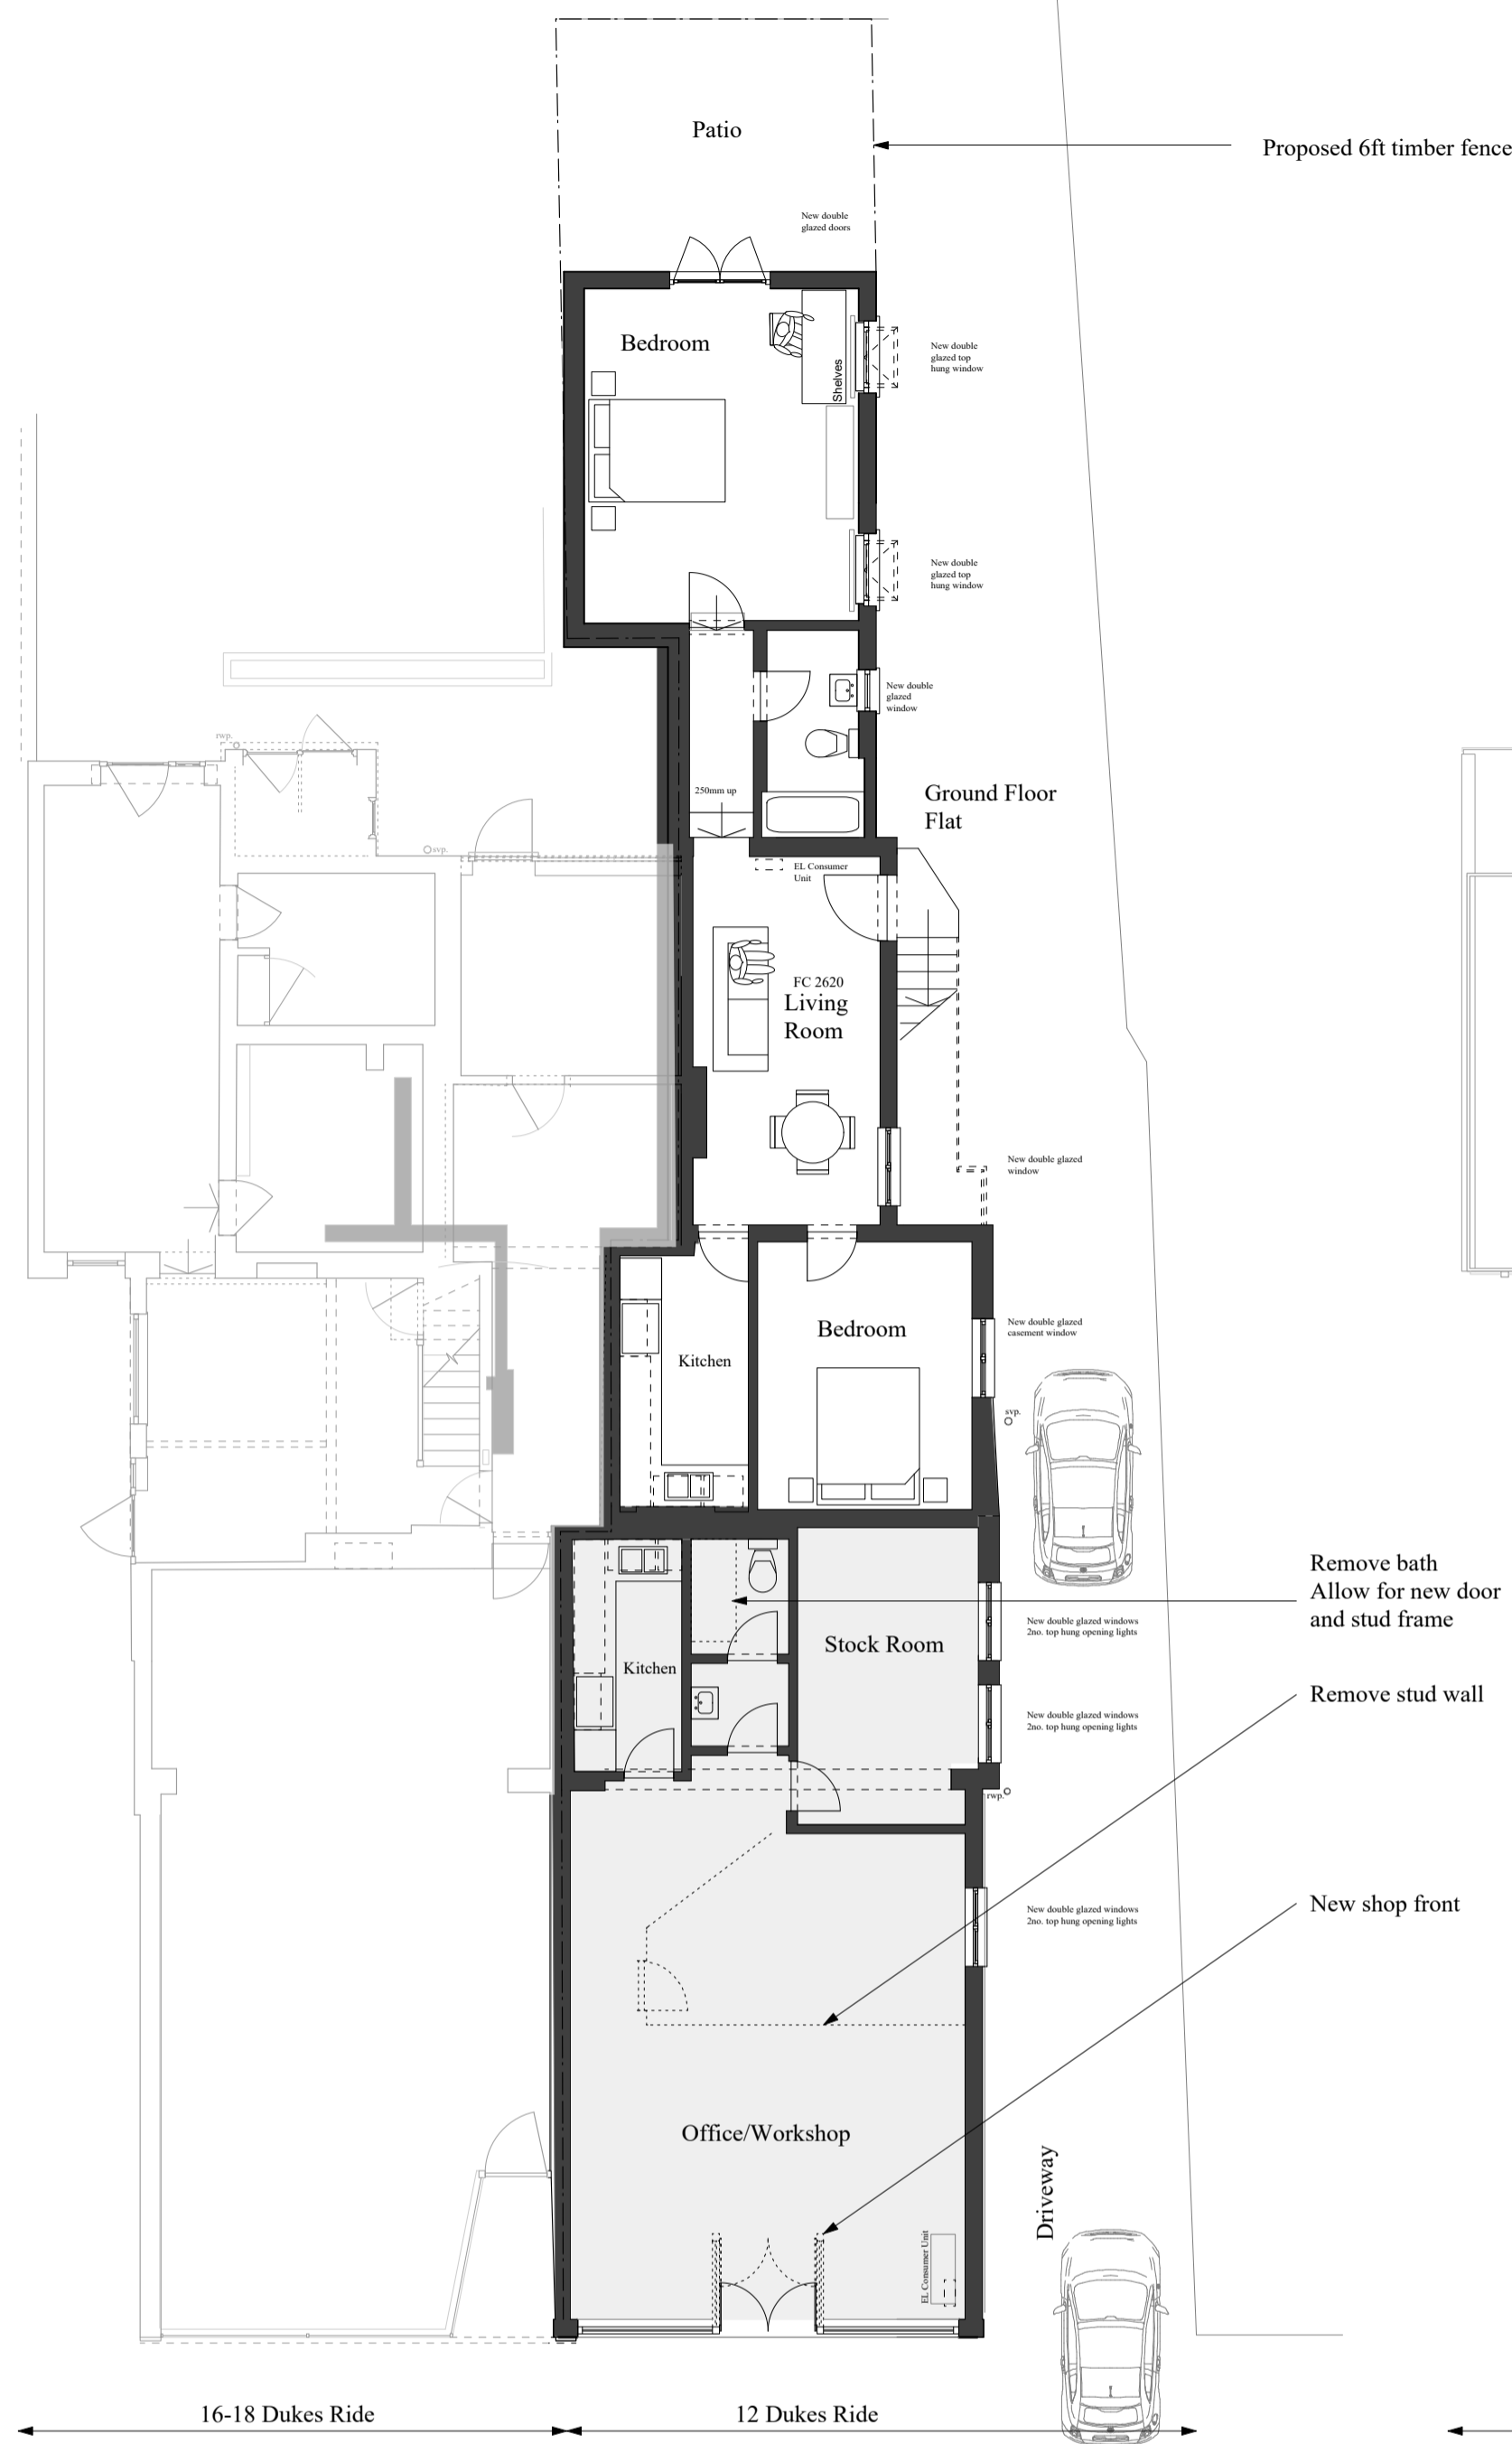 Patio
Proposed 6ft timber fence
New double
glazed doors
Bedroom
Shelves
New double
glazed top
hung window
New double
glazed top
hung window
New double
glazed
window
rwp.
svp.
250mm up
Ground Floor
Flat
EL Consumer
Unit
FC 2620
Living
Room
New double glazed
window
Bedroom
New double glazed
casement window
Kitchen
svp.
Remove bath
Allow for new door
and stud frame
New double glazed windows
2no. top hung opening lights
Stock Room
Kitchen
Remove stud wall
New double glazed windows
2no. top hung opening lights
rwp.
New shop front
New double glazed windows
2no. top hung opening lights
Office/Workshop
Driveway
EL Consumer Unit
16-18 Dukes Ride
12 Dukes Ride